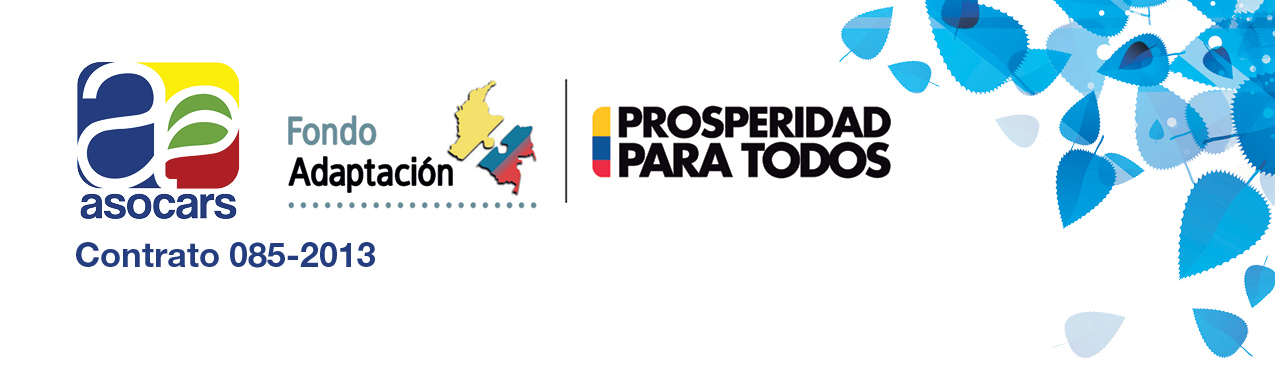 asocars
Contrato 085-2013
Fondo
Adaptación
PROSPERIDAD
PARA TODOS